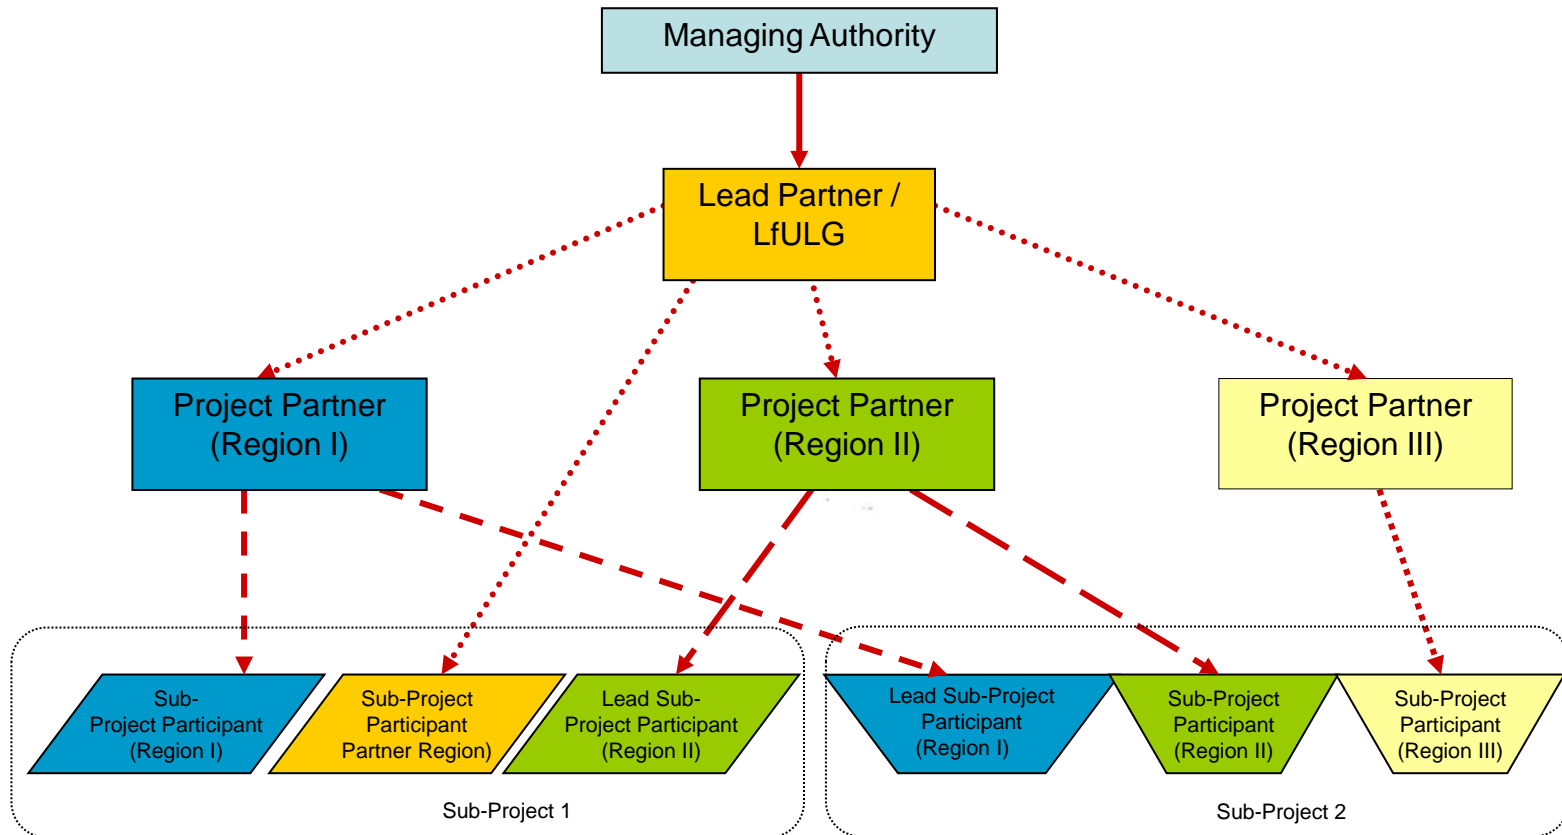 Managing Authority
Lead Partner /
LfULG
Project Partner
(Region I)
Project Partner
(Region II)
Project Partner
(Region III)
Sub-
Project Participant
(Region I)
Sub-Project
Participant
Partner Region)
Lead Sub-
Project Participant
(Region II)
Lead Sub-Project
Participant
(Region I)
Sub-Project
Participant
(Region II)
Sub-Project
Participant
(Region III)
Sub-Project 1
Sub-Project 2